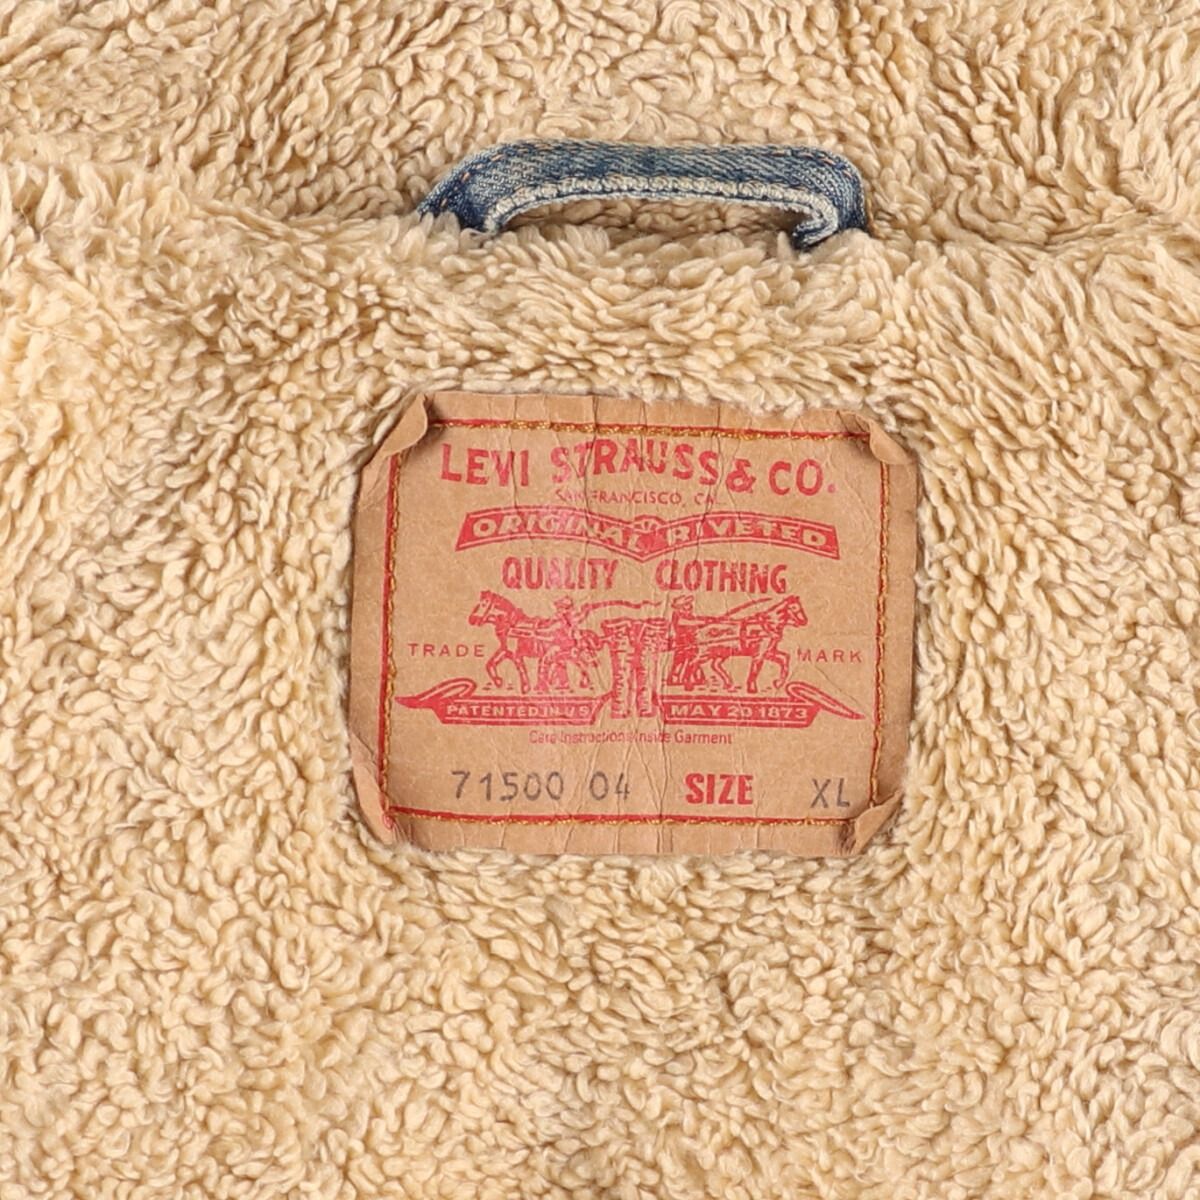 LEVI STRAUSS & CO.
SAN FRANCISCO, CAL.
ORIGINAL RIVETED
QUALITY CLOTHING
TRADE MARK
PATENTED IN US MAY 20 1873
Care Instructions Inside Garment
71500 04 SIZE XL